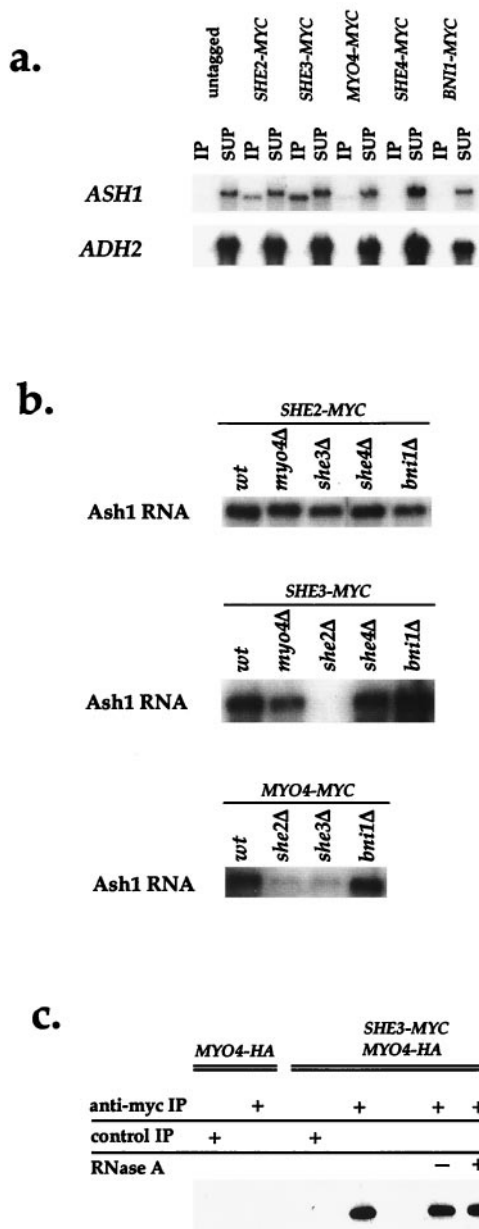 a.
untagged SHE2-MYC SHE3-MYC MYO4-MYC SHE4-MYC BNI1-MYC
IP SUP IP SUP IP SUP IP SUP IP SUP IP SUP
ASH1
ADH2
b.
SHE2-MYC
wt myo4Δ she3Δ she4Δ bni1Δ
Ash1 RNA
SHE3-MYC
wt myo4Δ she2Δ she4Δ bni1Δ
Ash1 RNA
MYO4-MYC
wt she2Δ she3Δ bni1Δ
Ash1 RNA
c.
SHE3-MYC
MYO4-HA MYO4-HA
anti-myc IP + + + +
control IP + +
RNase A – +